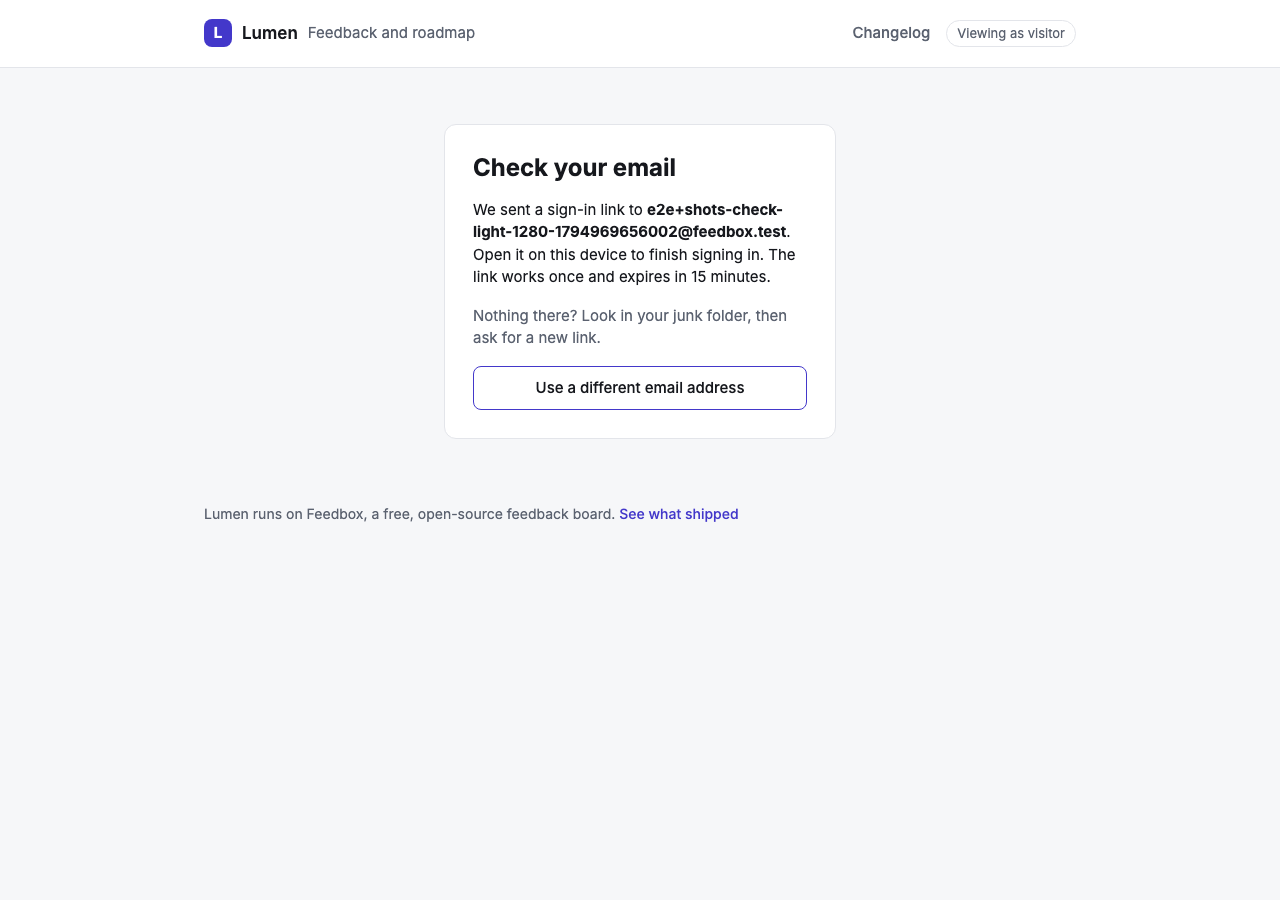 L Lumen Feedback and roadmap Changelog Viewing as visitor
Check your email
We sent a sign-in link to e2e+shots-check-
light-1280-1794969656002@feedbox.test.
Open it on this device to finish signing in. The
link works once and expires in 15 minutes.
Nothing there? Look in your junk folder, then
ask for a new link.
Use a different email address
Lumen runs on Feedbox, a free, open-source feedback board. See what shipped